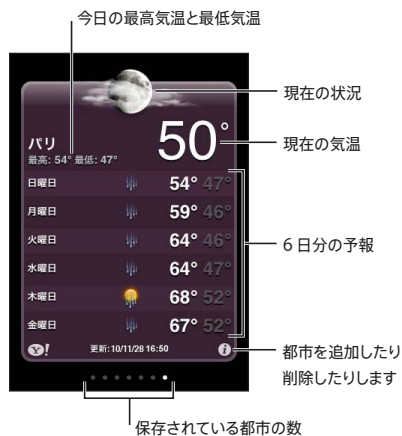 今日の最高気温と最低気温
現在の状況
50°
現在の気温
パリ
最高: 54° 最低: 47°
日曜日 54° 47°
月曜日 59° 46°
火曜日 64° 46°
6 日分の予報
水曜日 64° 47°
木曜日 68° 52°
金曜日 67° 52°
Y! 更新: 10/11/28 16:50 i
都市を追加したり
削除したりします
保存されている都市の数